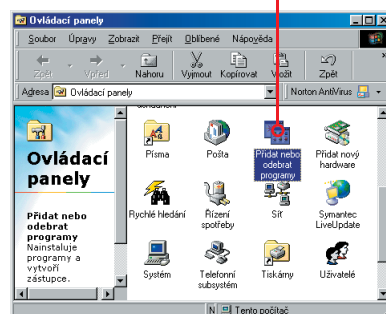 Ovládací panely
Soubor Úpravy Zobrazit Přejít Oblíbené Nápověda
Zpět Vpřed Nahoru Vyjmout Kopírovat Vložit Zpět
Adresa Ovládací panely Norton AntiVirus
Ovládací
panely
Přidat nebo
odebrat
programy
Nainstaluje
programy a
vytvoří
zástupce.
Písma Pošta Přidat nebo odebrat programy Přidat nový hardware
Rychlé hledání Řízení spotřeby Síť Symantec LiveUpdate
Systém Telefonní subsystém Tiskárny Uživatelé
Tento počítač